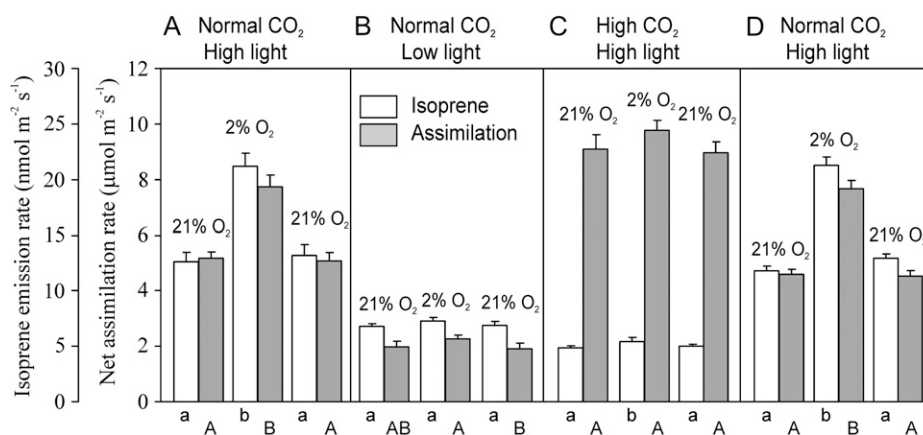 A Normal CO₂ High light
B Normal CO₂ Low light
C High CO₂ High light
D Normal CO₂ High light
Isoprene emission rate (nmol m⁻² s⁻¹)
30
25
20
15
10
5
0
Net assimilation rate (μmol m⁻² s⁻¹)
12
10
8
6
4
2
0
Isoprene
Assimilation
21% O₂
2% O₂
21% O₂
21% O₂
2% O₂
21% O₂
21% O₂
2% O₂
21% O₂
21% O₂
2% O₂
21% O₂
a A b B a A
a AB a A a B
a A b A a A
a A b B a A